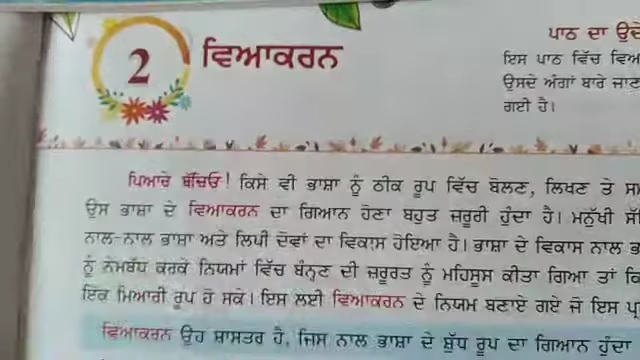 2
ਵਿਆਕਰਨ
ਪਾਠ ਦਾ
ਇਸ ਪਾਠ ਵਿੱਚ
ਉਸਦੇ ਅੰਗਾਂ ਬਾਰੇ
ਗਈ ਹੈ।
ਪਿਆਰੇ ਬੱਚਿਓ! ਕਿਸੇ ਵੀ ਭਾਸ਼ਾ ਨੂੰ ਠੀਕ ਰੂਪ ਵਿੱਚ ਬੋਲਣ, ਲਿਖਣ ਤੇ
ਉਸ ਭਾਸ਼ਾ ਦੇ ਵਿਆਕਰਨ ਦਾ ਗਿਆਨ ਹੋਣਾ ਬਹੁਤ ਜ਼ਰੂਰੀ ਹੁੰਦਾ ਹੈ। ਮਨੁੱਖੀ
ਨਾਲ-ਨਾਲ ਭਾਸ਼ਾ ਅਤੇ ਲਿਪੀ ਦੋਵਾਂ ਦਾ ਵਿਕਾਸ ਹੋਇਆ ਹੈ। ਭਾਸ਼ਾ ਦੇ ਵਿਕਾਸ ਨਾਲ
ਨੂੰ ਨੇਮਬੱਧ ਕਰਕੇ ਨਿਯਮਾਂ ਵਿੱਚ ਬੰਨ੍ਹਣ ਦੀ ਜ਼ਰੂਰਤ ਨੂੰ ਮਹਿਸੂਸ ਕੀਤਾ ਗਿਆ ਤਾਂ
ਇੱਕ ਮਿਆਰੀ ਰੂਪ ਹੋ ਸਕੇ। ਇਸ ਲਈ ਵਿਆਕਰਨ ਦੇ ਨਿਯਮ ਬਣਾਏ ਗਏ ਜੋ ਇਸ
ਵਿਆਕਰਨ ਉਹ ਸ਼ਾਸਤਰ ਹੈ, ਜਿਸ ਨਾਲ ਭਾਸ਼ਾ ਦੇ ਸ਼ੁੱਧ ਰੂਪ ਦਾ ਗਿਆਨ ਹੁੰਦਾ